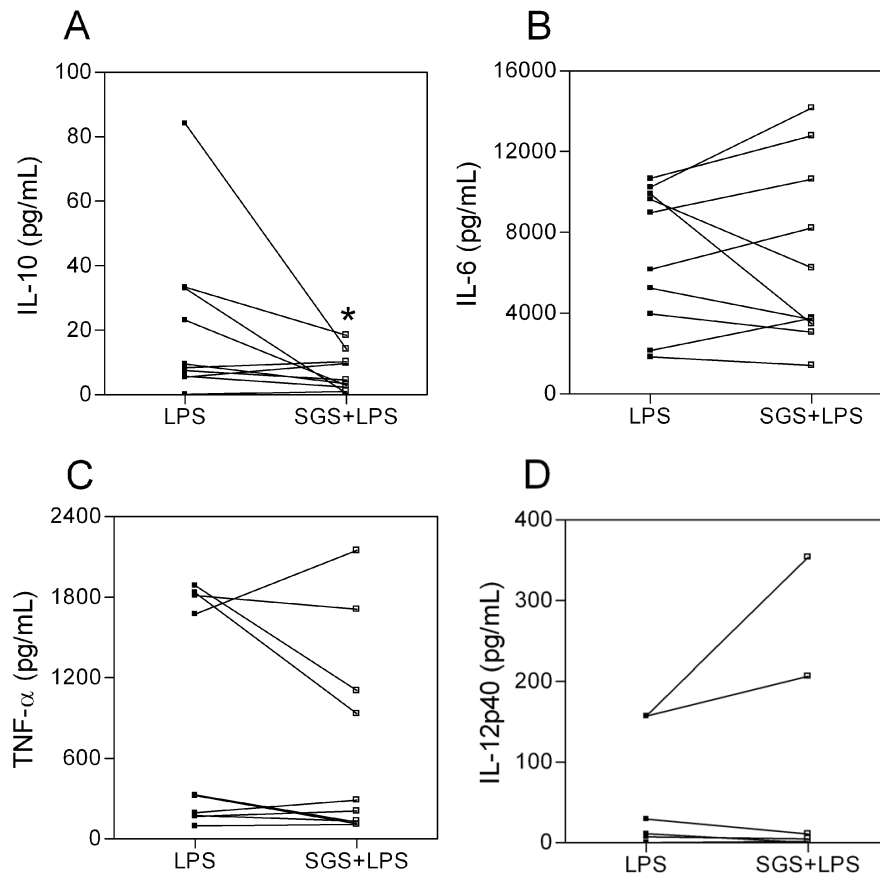 A
IL-10 (pg/mL)
100
80
60
40
20
0
*
LPS
SGS+LPS
B
IL-6 (pg/mL)
16000
12000
8000
4000
0
LPS
SGS+LPS
C
TNF-α (pg/mL)
2400
1800
1200
600
0
LPS
SGS+LPS
D
IL-12p40 (pg/mL)
400
300
200
100
0
LPS
SGS+LPS